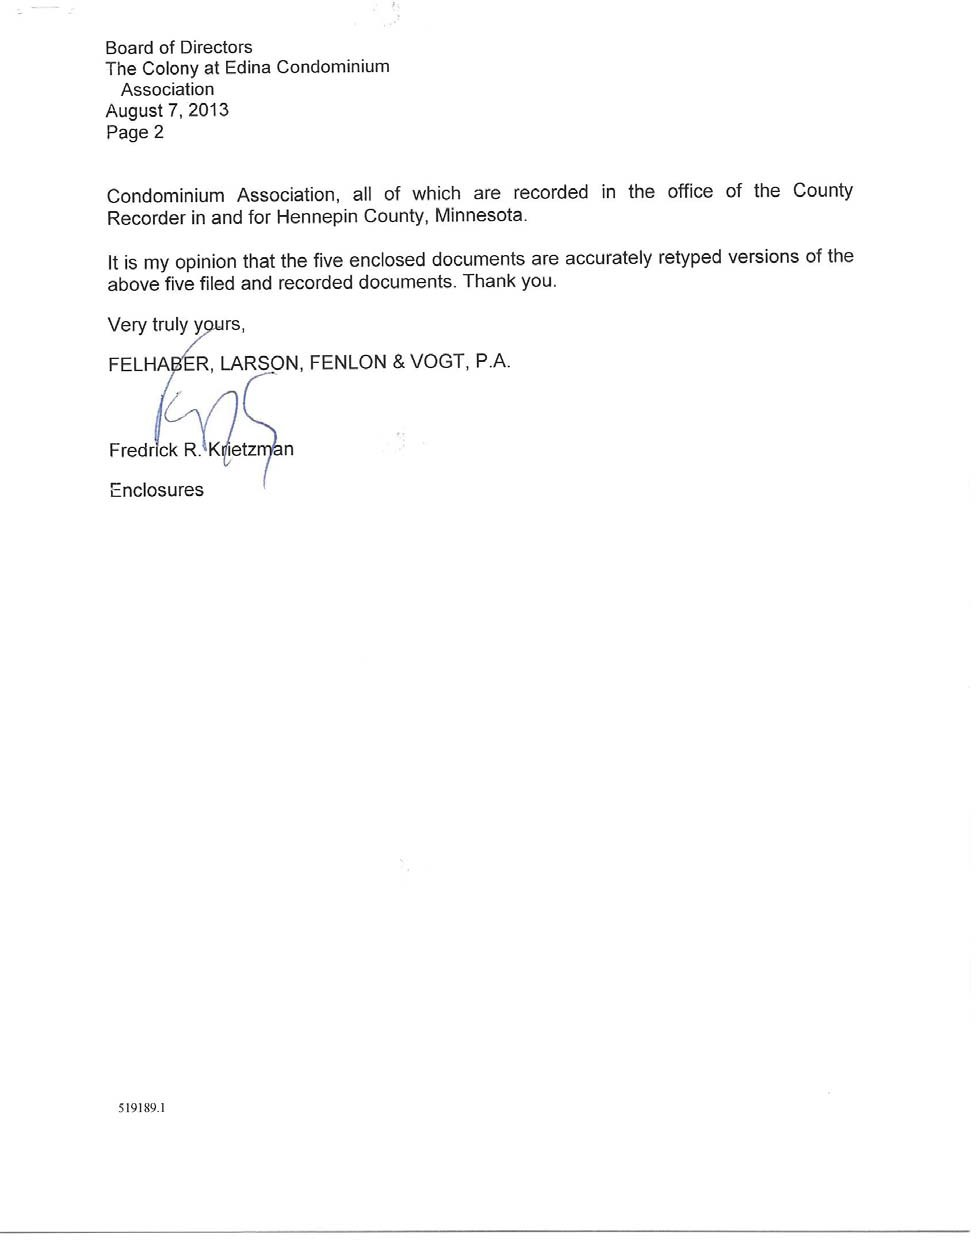 Board of Directors
The Colony at Edina Condominium
Association
August 7, 2013
Page 2
Condominium Association, all of which are recorded in the office of the County
Recorder in and for Hennepin County, Minnesota.
It is my opinion that the five enclosed documents are accurately retyped versions of the
above five filed and recorded documents. Thank you.
Very truly yours,
FELHABER, LARSON, FENLON & VOGT, P.A.
Fredrick R. Krietzman
Enclosures
519189.1